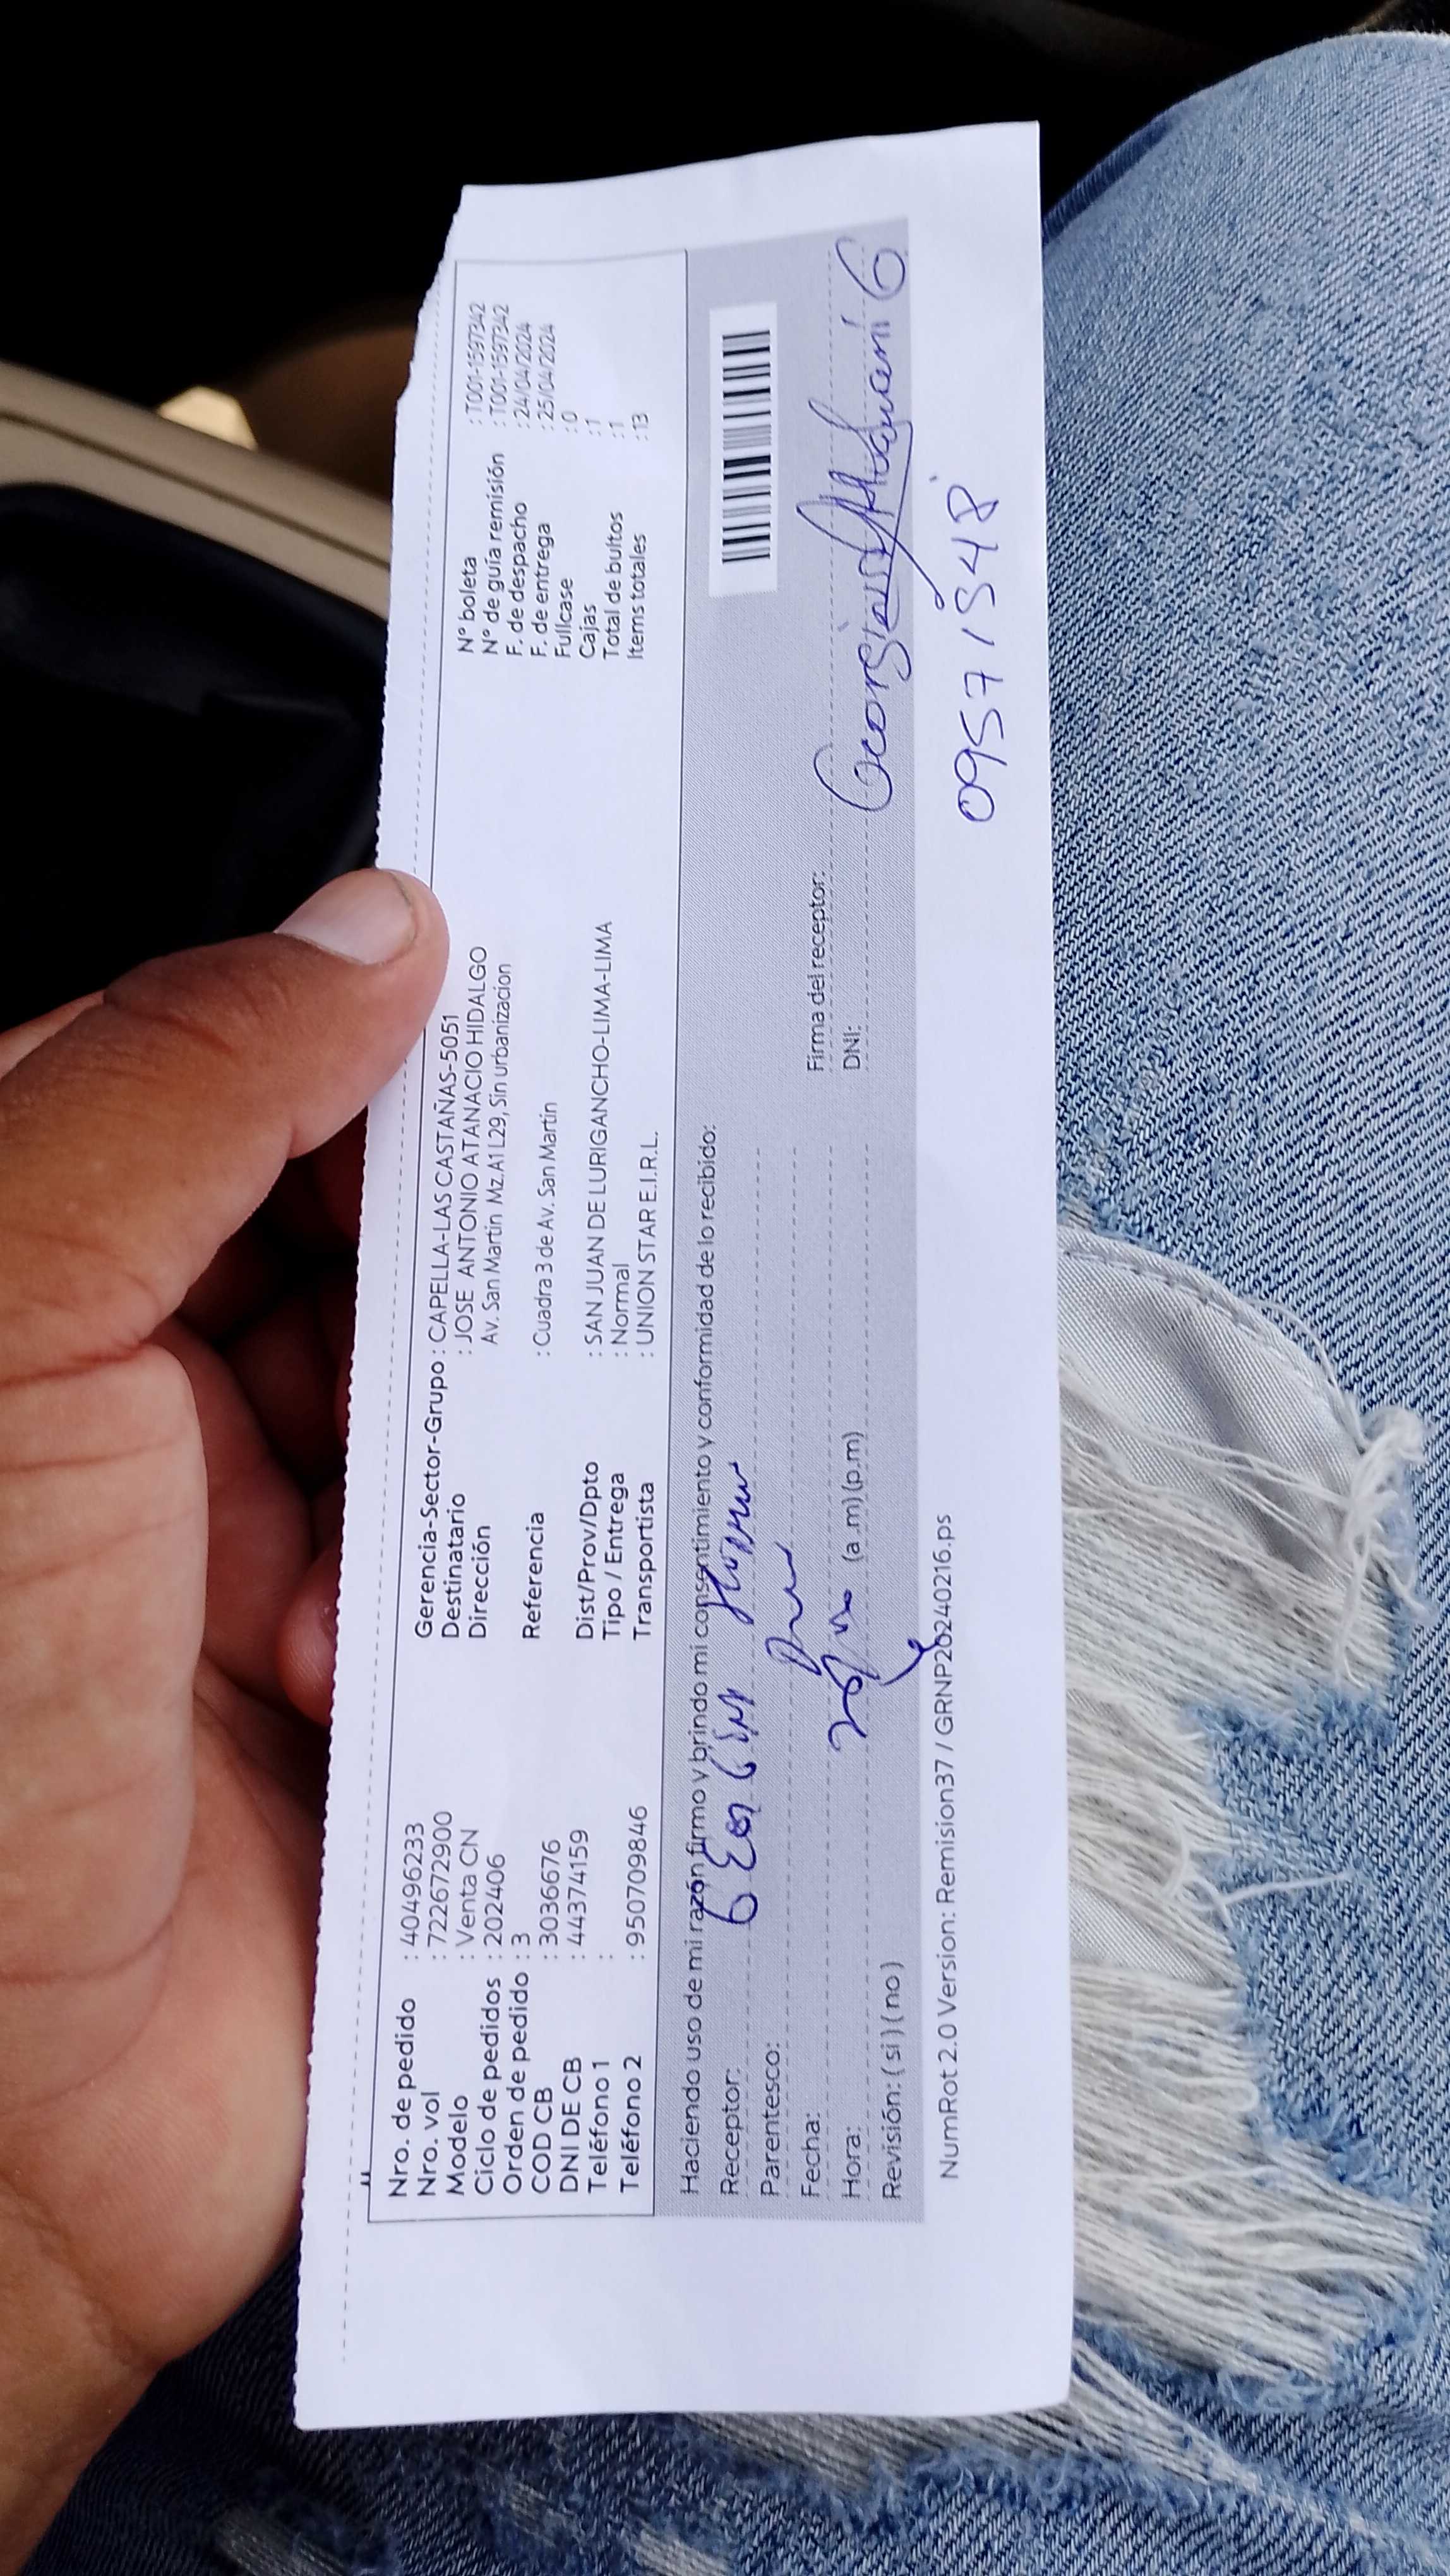 Nro. de pedido : 40496233
Nro. vol : 722672900
Modelo : Venta CN
Ciclo de pedidos : 202406
Orden de pedido : 3
COD CB : 3036676
DNI DE CB : 44374159
Teléfono 1 :
Teléfono 2 : 950709846
Gerencia-Sector-Grupo : CAPELLA-LAS CASTAÑAS-5051
Destinatario : JOSE ANTONIO ATANACIO HIDALGO
Dirección Av. San Martin Mz.A1 L29, Sin urbanizacion
Referencia : Cuadra 3 de Av. San Martin
Dist/Prov/Dpto : SAN JUAN DE LURIGANCHO-LIMA-LIMA
Tipo / Entrega : Normal
Transportista : UNION STAR E.I.R.L.
N° boleta : T001-1597342
N° de guía remisión : T001-1597342
F. de despacho : 24/04/2024
F. de entrega : 25/04/2024
Fullcase : 0
Cajas : 1
Total de bultos : 1
Items totales : 13
Haciendo uso de mi razón firmo y brindo mi consentimiento y conformidad de lo recibido:
Receptor:
Parentesco:
Fecha:
Hora: (a.m) (p.m)
Revisión: ( si ) ( no )
Firma del receptor:
DNI:
09571548
NumRot 2.0 Version: Remision37 / GRNP20240216.ps